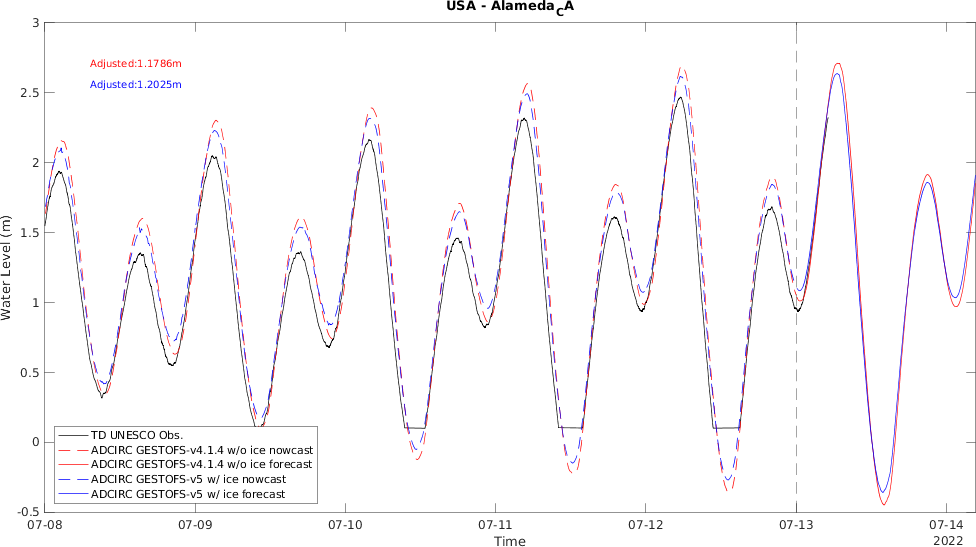 USA - Alameda_CA
Adjusted:1.1786m
Adjusted:1.2025m
Water Level (m)
3
2.5
2
1.5
1
0.5
0
-0.5
TD UNESCO Obs.
ADCIRC GESTOFS-v4.1.4 w/o ice nowcast
ADCIRC GESTOFS-v4.1.4 w/o ice forecast
ADCIRC GESTOFS-v5 w/ ice nowcast
ADCIRC GESTOFS-v5 w/ ice forecast
07-08 07-09 07-10 07-11 07-12 07-13 07-14
Time
2022